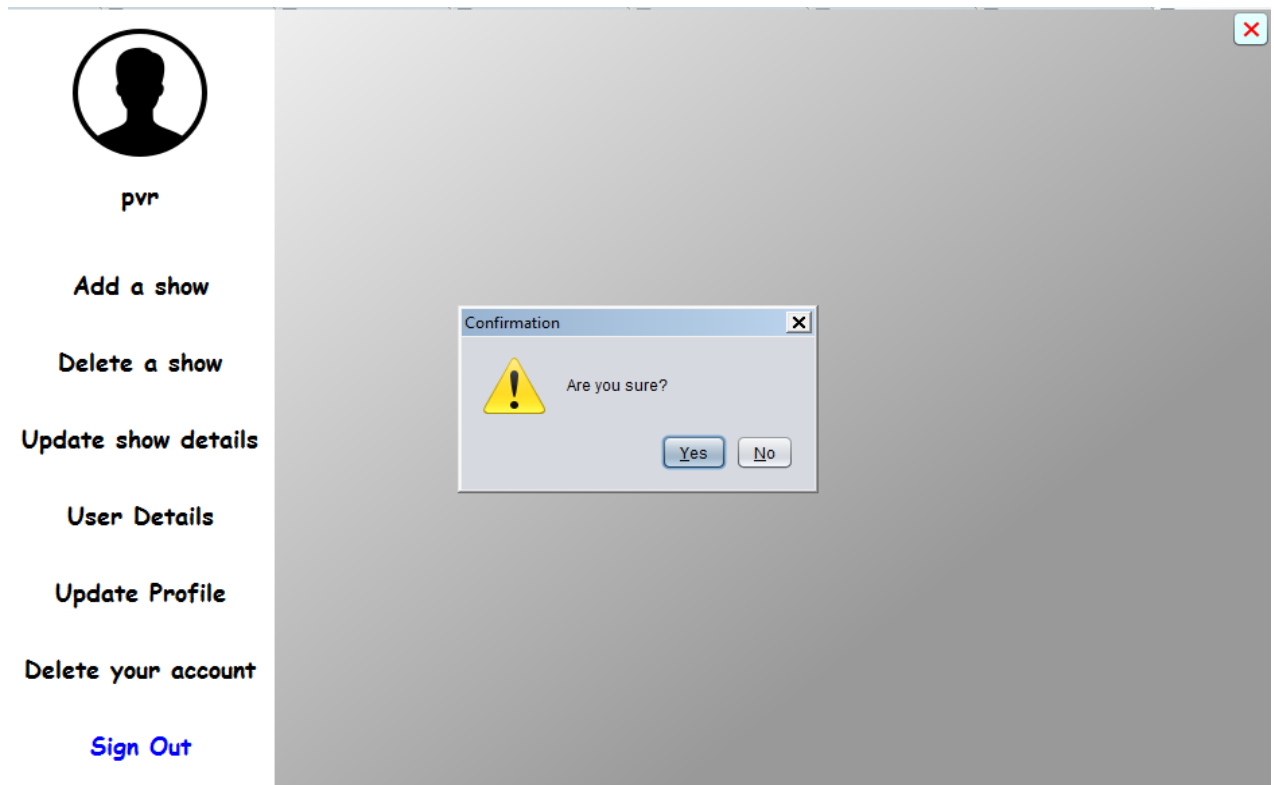 pvr
Add a show
Delete a show
Update show details
User Details
Update Profile
Delete your account
Sign Out
Confirmation
Are you sure?
Yes
No